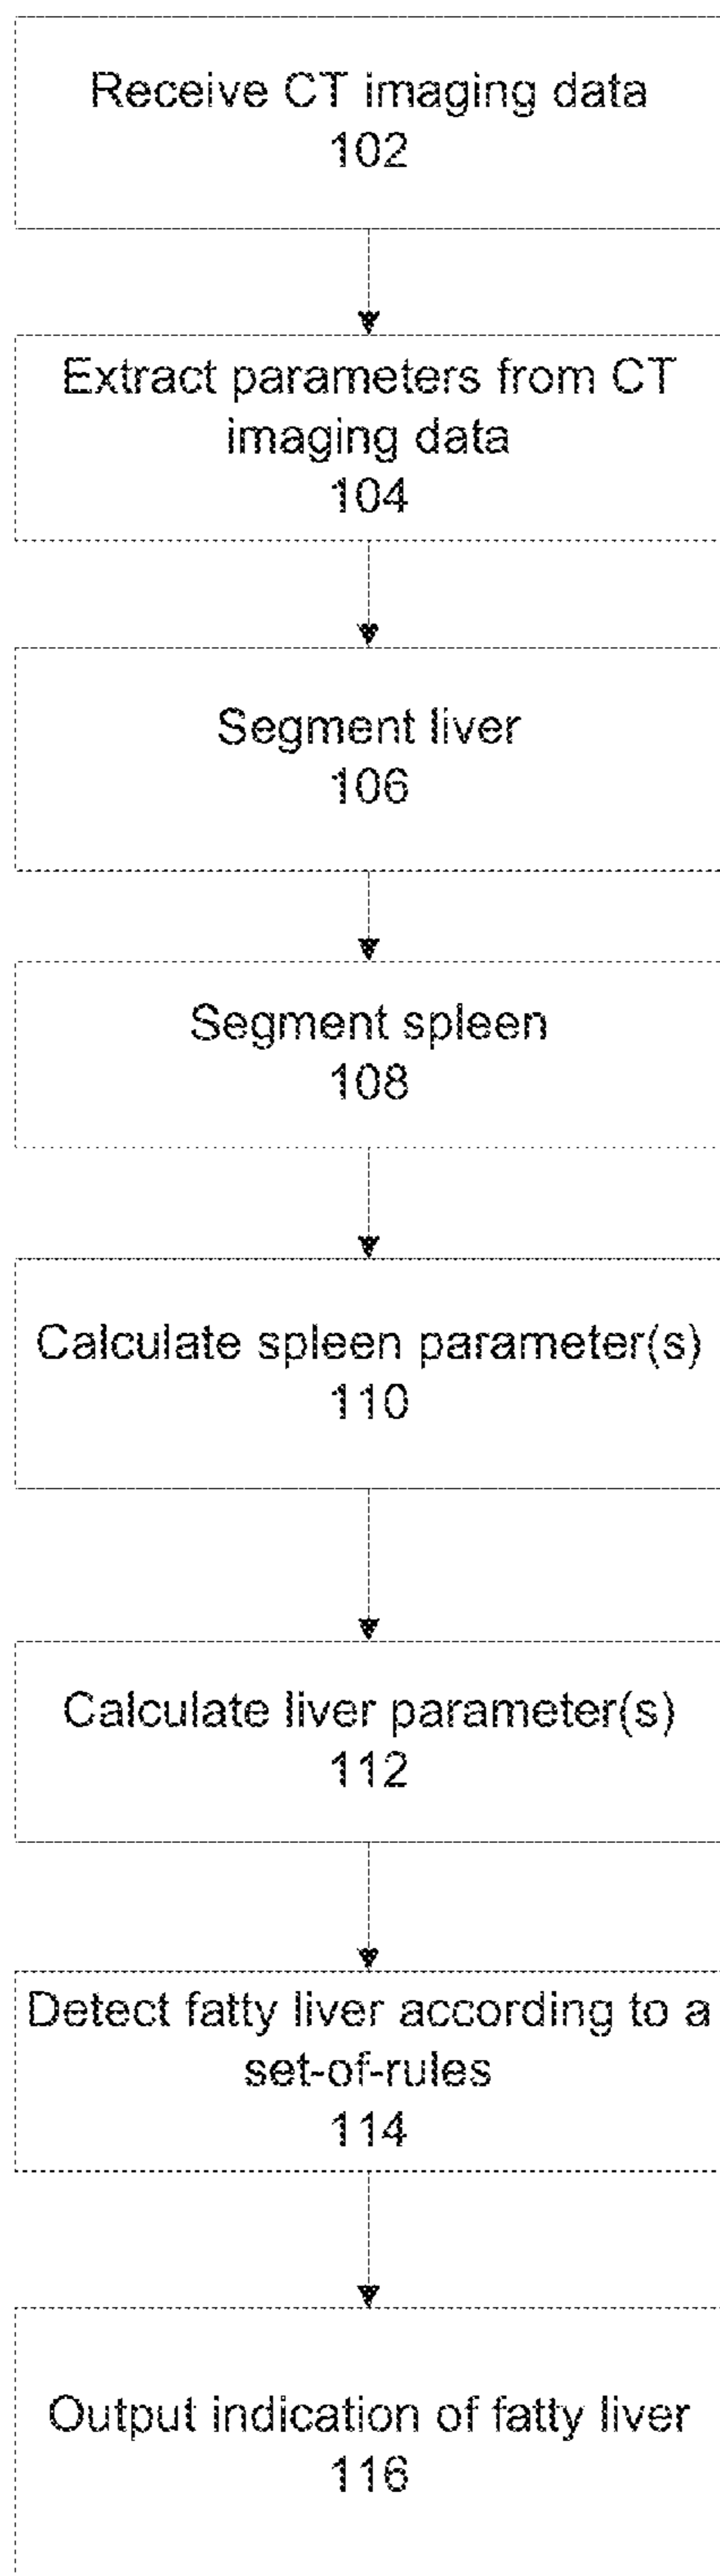 Receive CT imaging data
102
Extract parameters from CT
imaging data
104
Segment liver
106
Segment spleen
108
Calculate spleen parameter(s)
110
Calculate liver parameter(s)
112
Detect fatty liver according to a
set-of-rules
114
Output indication of fatty liver
116